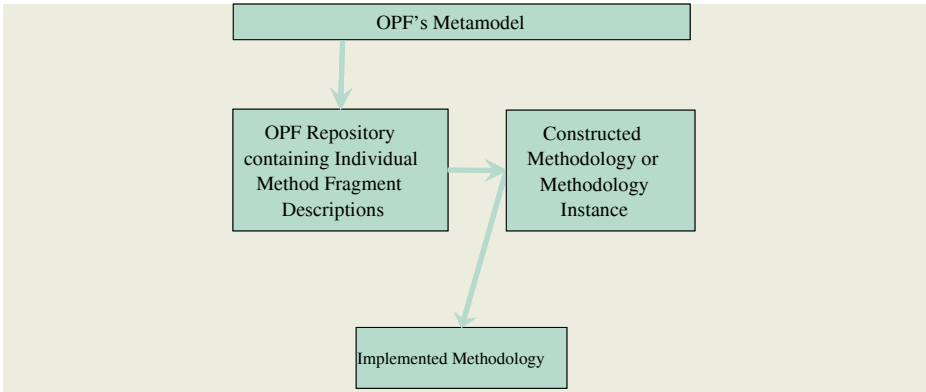 OPF's Metamodel
OPF Repository
containing Individual
Method Fragment
Descriptions
Constructed
Methodology or
Methodology
Instance
Implemented Methodology